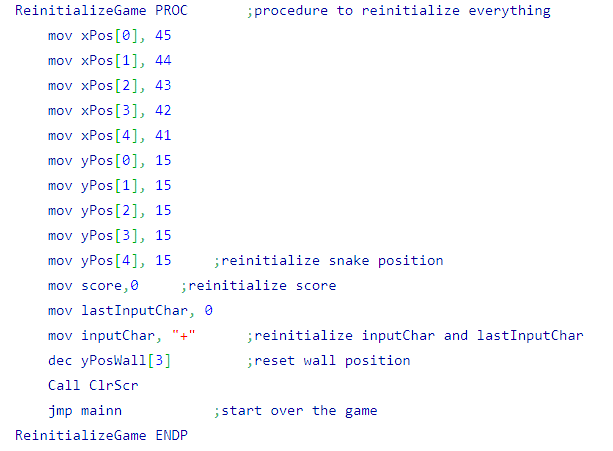 ReinitializeGame PROC ;procedure to reinitialize everything
mov xPos[0], 45
mov xPos[1], 44
mov xPos[2], 43
mov xPos[3], 42
mov xPos[4], 41
mov yPos[0], 15
mov yPos[1], 15
mov yPos[2], 15
mov yPos[3], 15
mov yPos[4], 15 ;reinitialize snake position
mov score,0 ;reinitialize score
mov lastInputChar, 0
mov inputChar, "+" ;reinitialize inputChar and lastInputChar
dec yPosWall[3] ;reset wall position
Call ClrScr
jmp mainn ;start over the game
ReinitializeGame ENDP